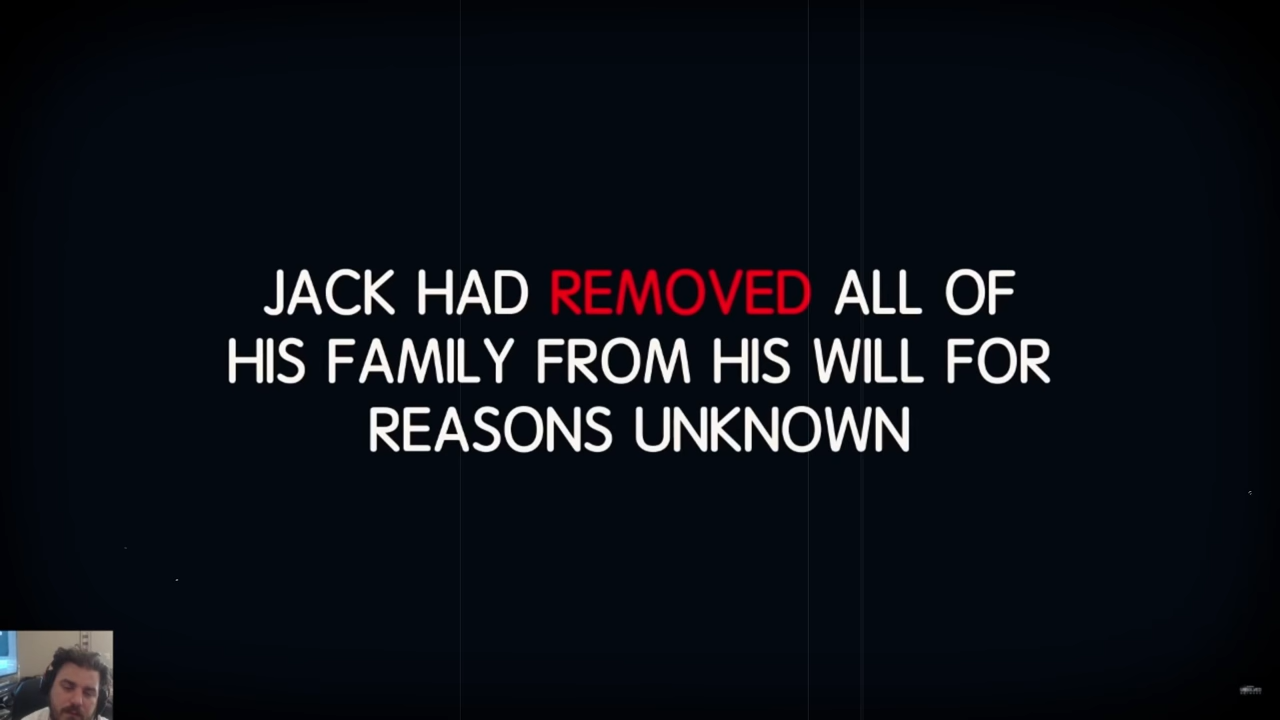 JACK HAD REMOVED ALL OF
HIS FAMILY FROM HIS WILL FOR
REASONS UNKNOWN